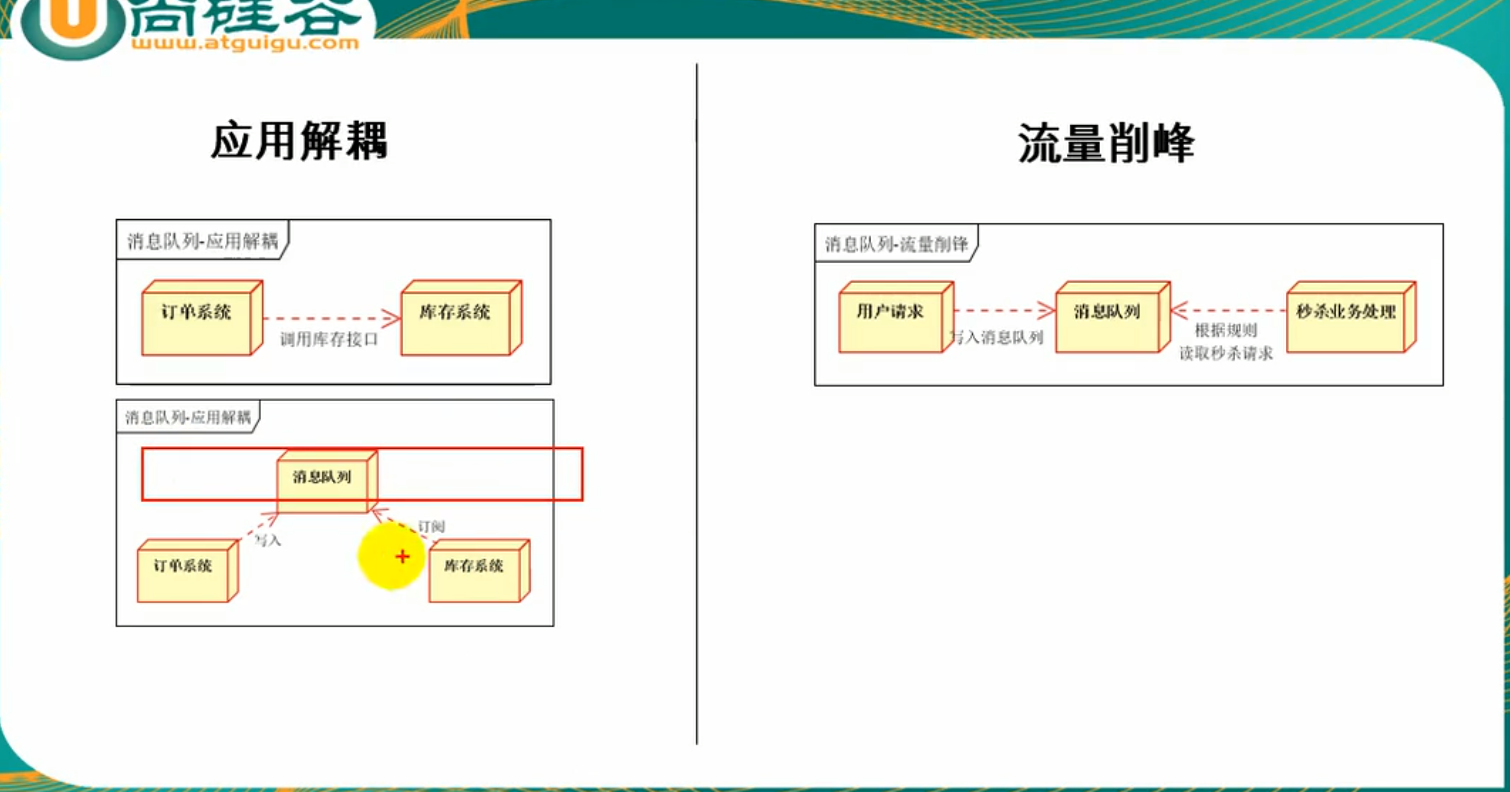 尚硅谷
www.atguigu.com
应用解耦
消息队列-应用解耦
订单系统
库存系统
调用库存接口
消息队列-应用解耦
消息队列
写入
订阅
订单系统
库存系统
流量削峰
消息队列-流量削锋
用户请求
消息队列
秒杀业务处理
写入消息队列
根据规则
读取秒杀请求